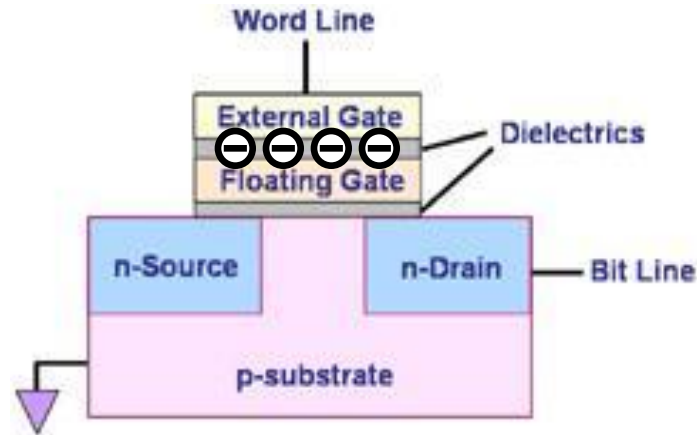 Word Line
External Gate
Dielectrics
Floating Gate
n-Source
n-Drain
Bit Line
p-substrate